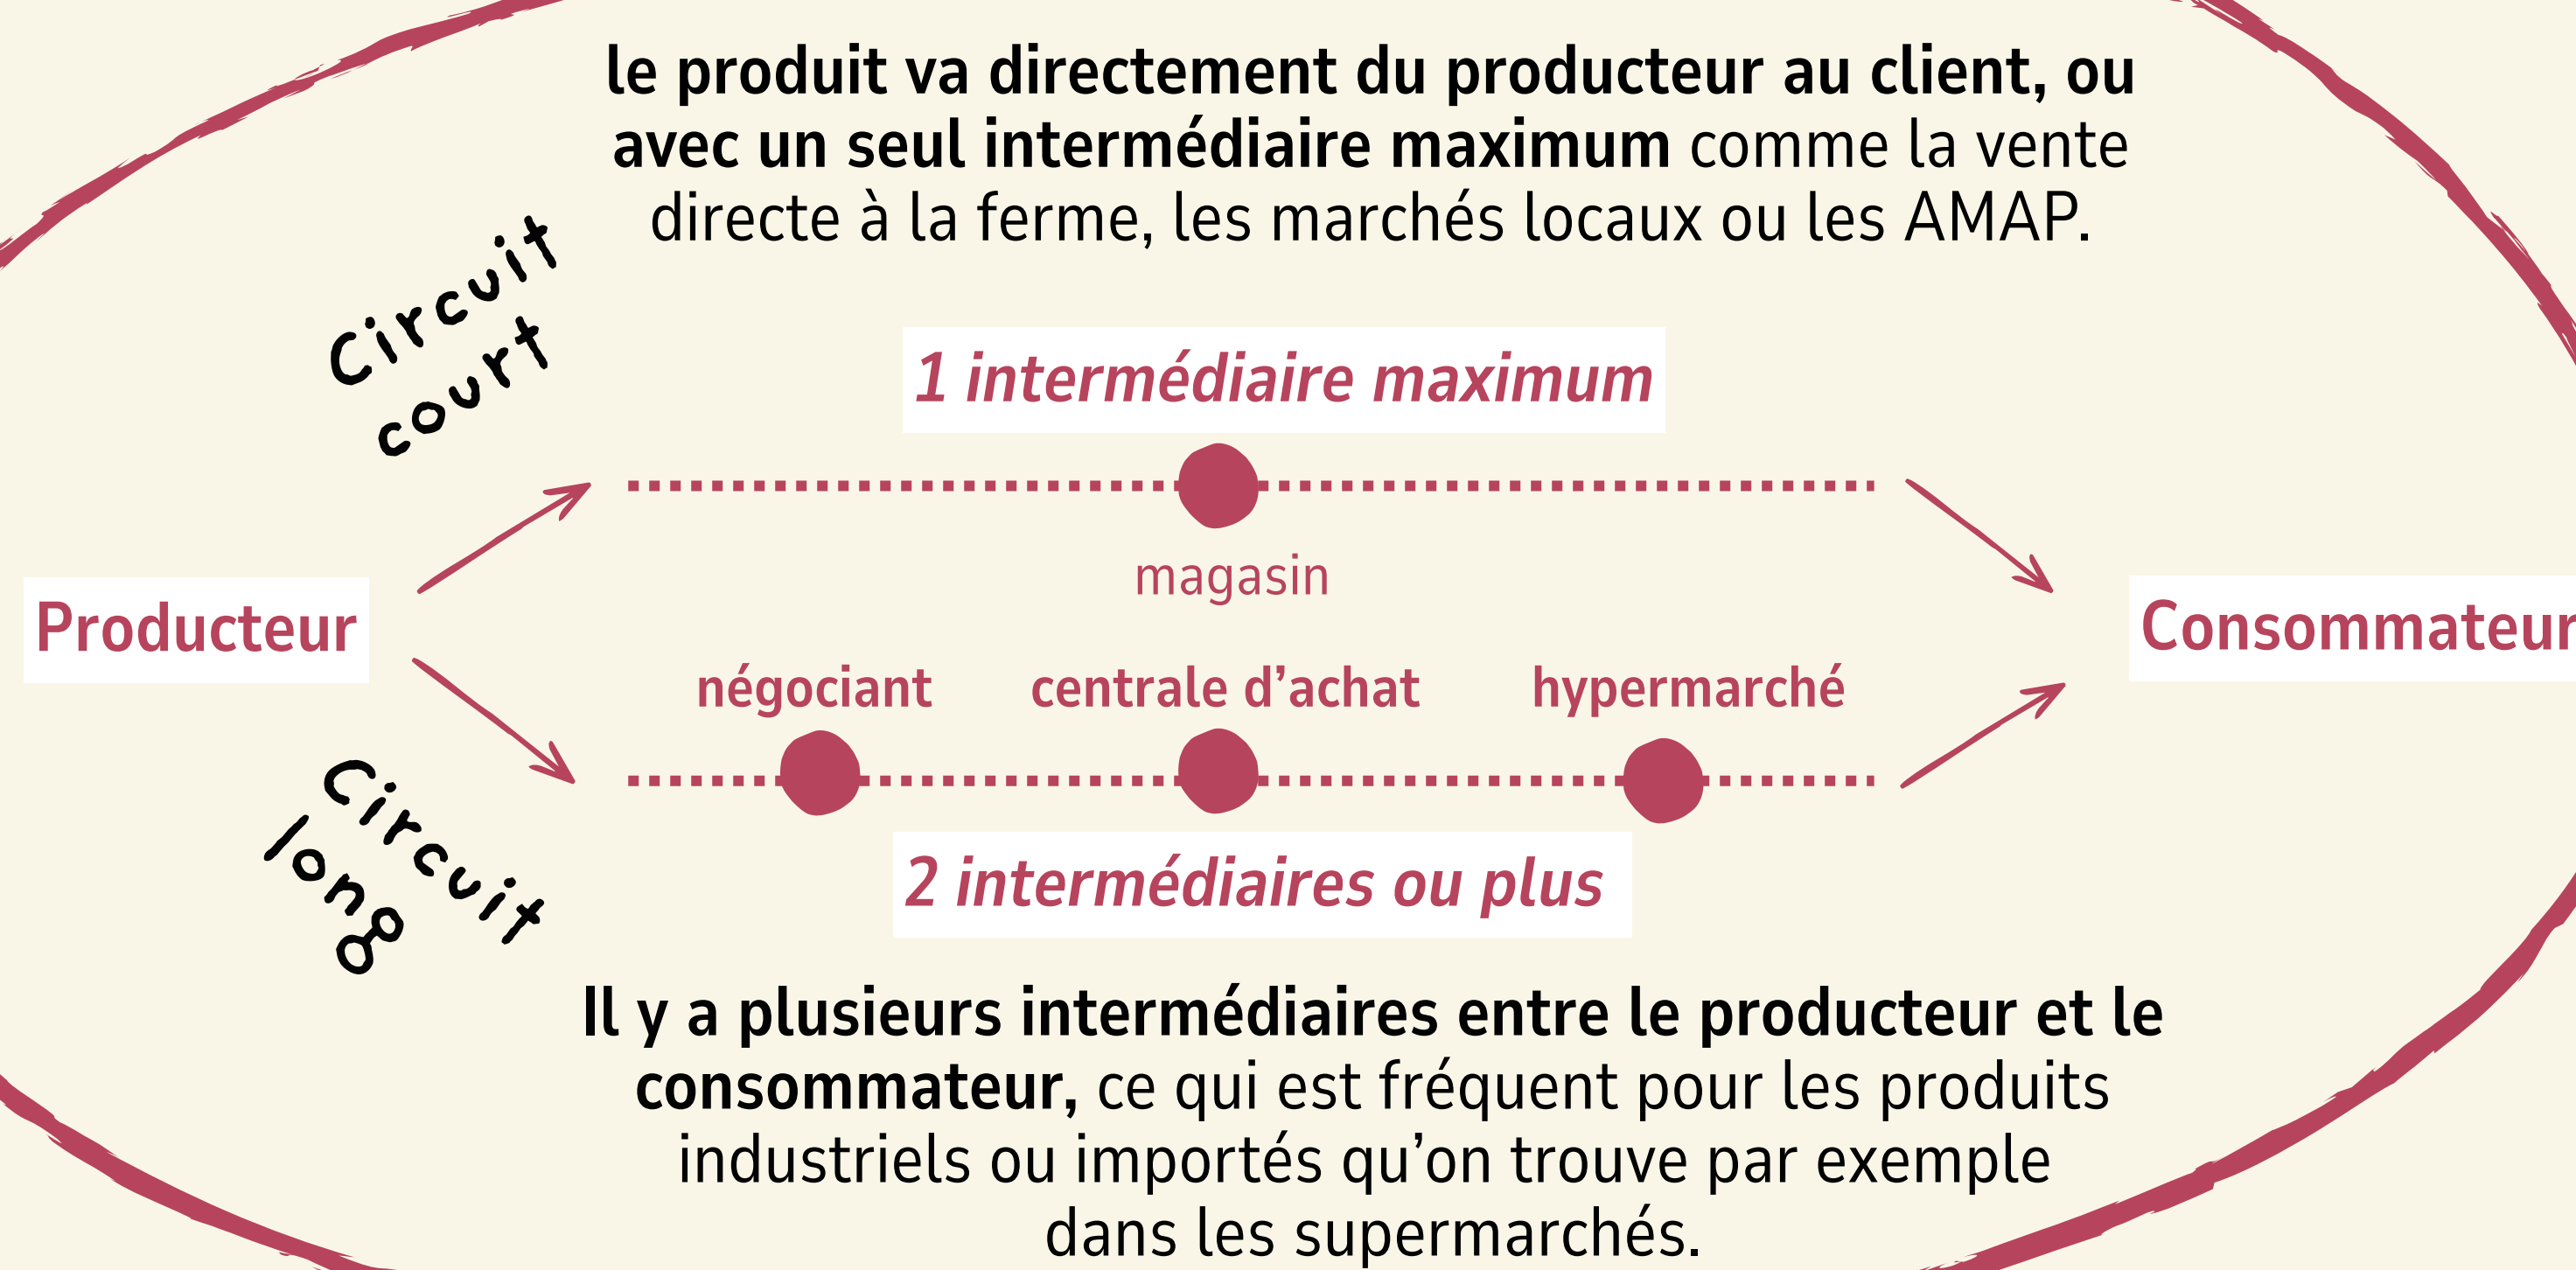 le produit va directement du producteur au client, ou
avec un seul intermédiaire maximum comme la vente
directe à la ferme, les marchés locaux ou les AMAP.
Circuit
court
1 intermédiaire maximum
magasin
Producteur
Consommateur
négociant centrale d’achat hypermarché
Circuit
long
2 intermédiaires ou plus
Il y a plusieurs intermédiaires entre le producteur et le
consommateur, ce qui est fréquent pour les produits
industriels ou importés qu’on trouve par exemple
dans les supermarchés.